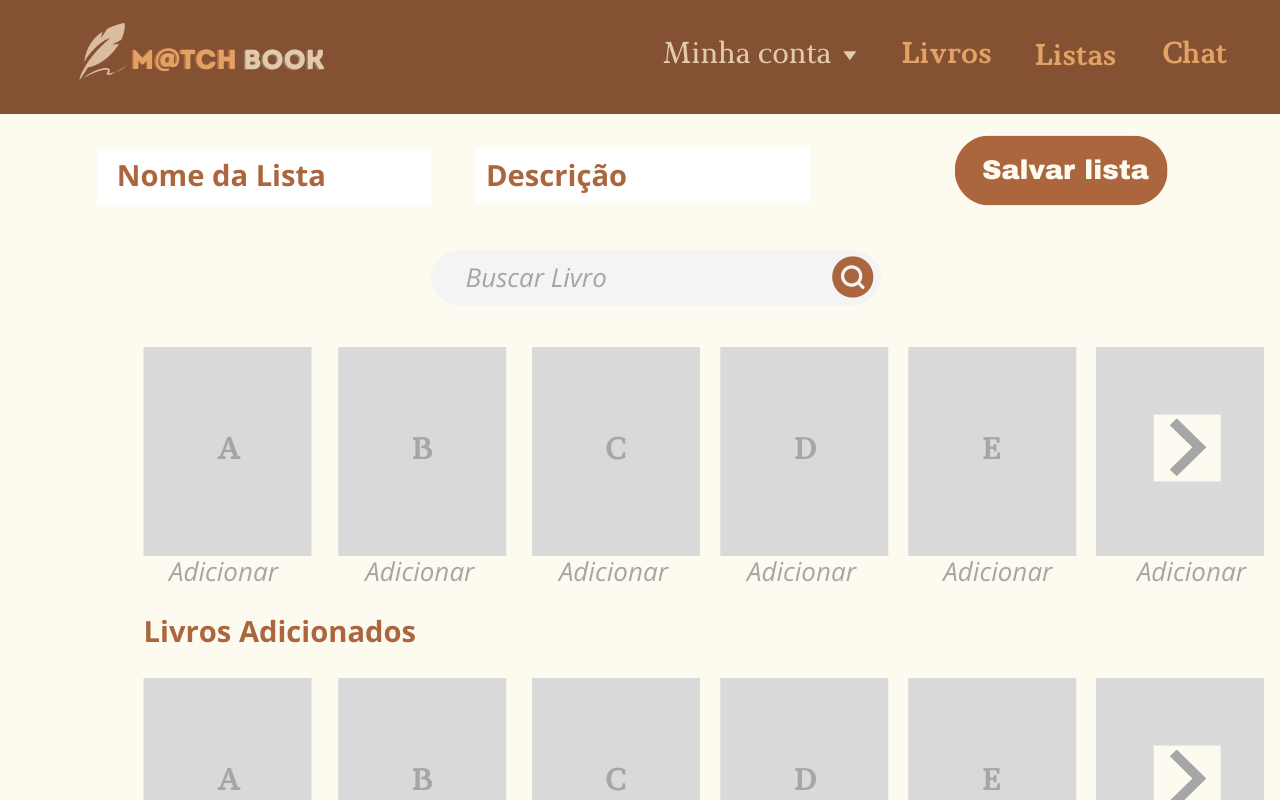 M@TCH BOOK
Minha conta
Livros
Listas
Chat
Nome da Lista
Descrição
Salvar lista
Buscar Livro
A
B
C
D
E
Adicionar
Adicionar
Adicionar
Adicionar
Adicionar
Adicionar
Livros Adicionados
A
B
C
D
E